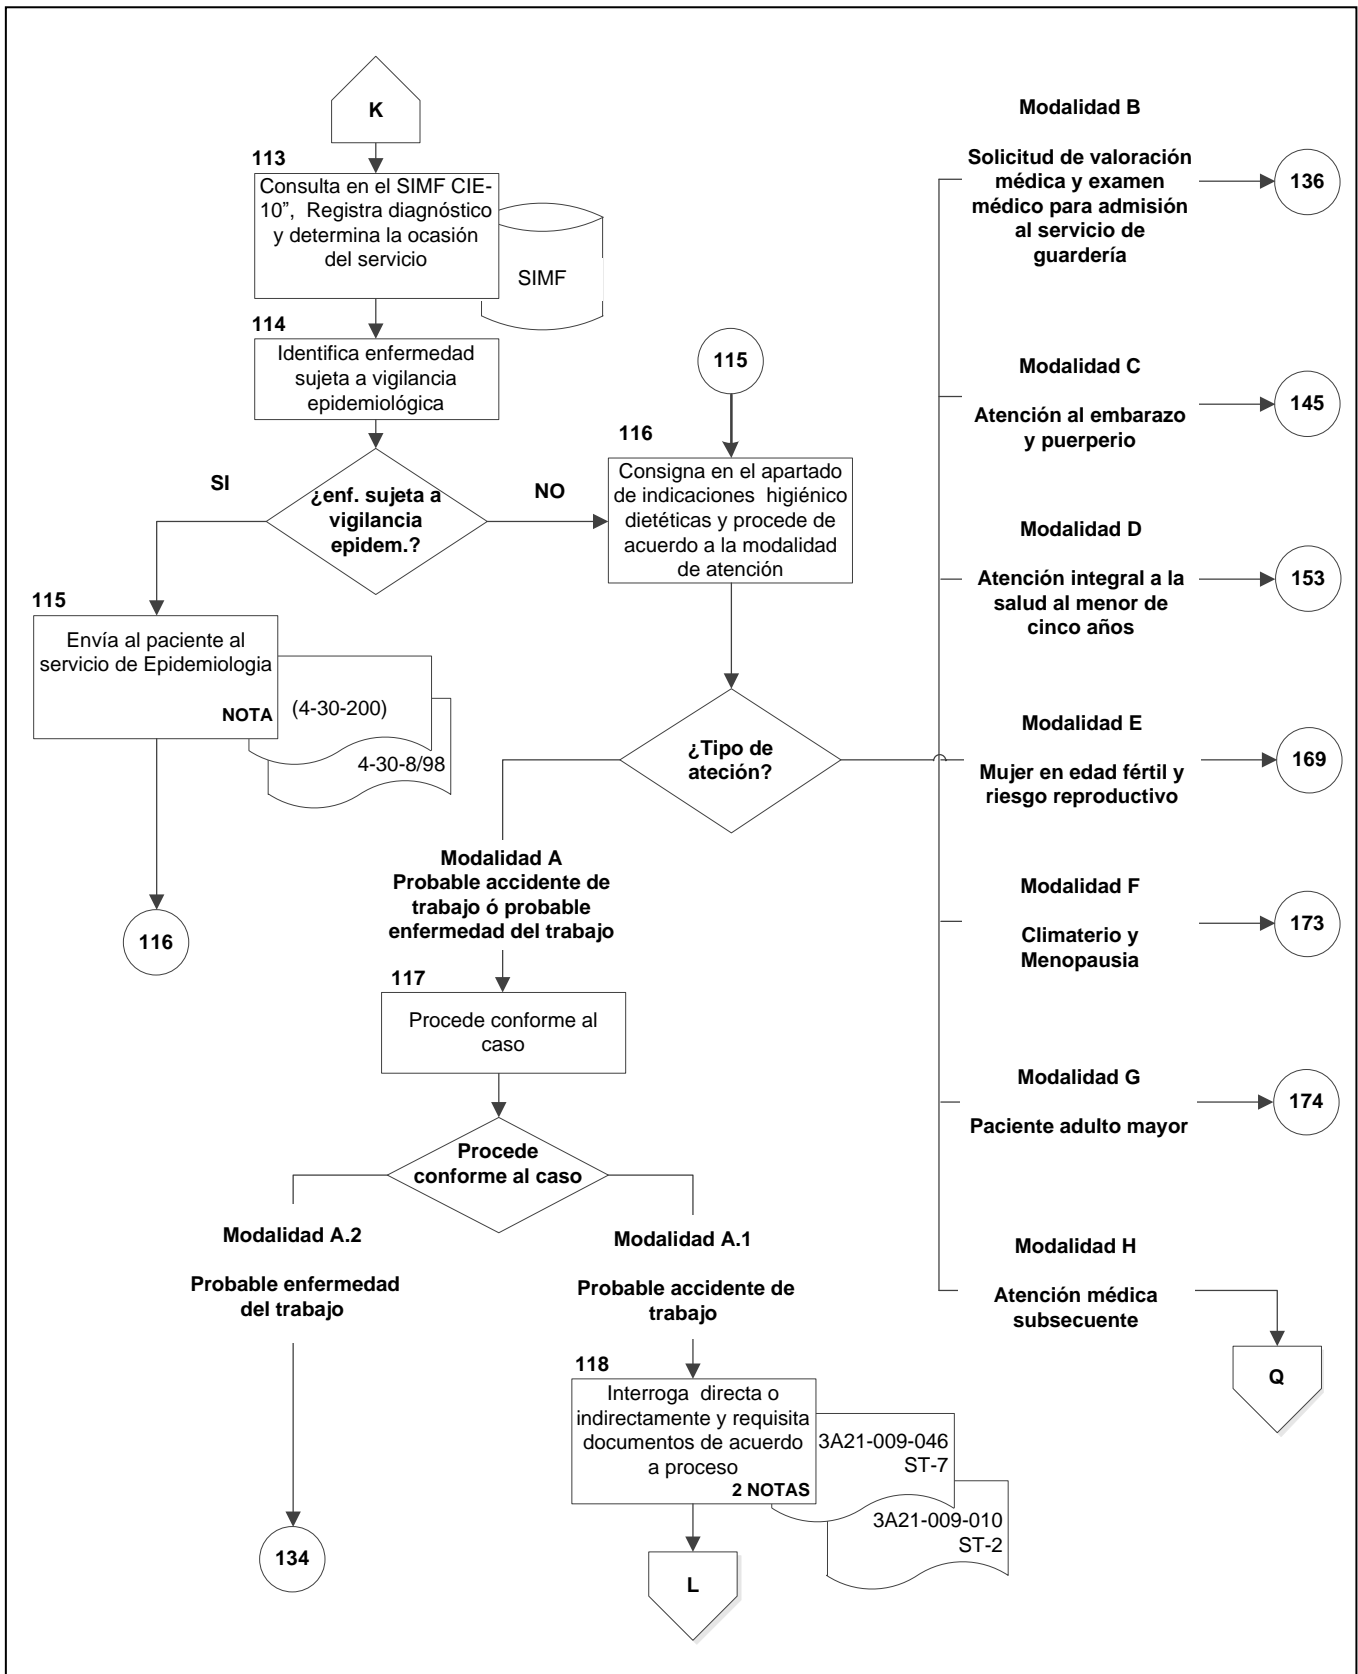 K
113
Consulta en el SIMF CIE-
10”, Registra diagnóstico
y determina la ocasión
del servicio
SIMF
114
Identifica enfermedad
sujeta a vigilancia
epidemiológica
SI
¿enf. sujeta a
vigilancia
epidem.?
NO
115
Envía al paciente al
servicio de Epidemiologia
NOTA
(4-30-200)
4-30-8/98
116
115
116
Consigna en el apartado
de indicaciones higiénico
dietéticas y procede de
acuerdo a la modalidad
de atención
¿Tipo de
ateción?
Modalidad A
Probable accidente de
trabajo ó probable
enfermedad del trabajo
117
Procede conforme al
caso
Procede
conforme al caso
Modalidad A.2
Probable enfermedad
del trabajo
134
Modalidad A.1
Probable accidente de
trabajo
118
Interroga directa o
indirectamente y requisita
documentos de acuerdo
a proceso
2 NOTAS
3A21-009-046
ST-7
3A21-009-010
ST-2
L
Modalidad B
Solicitud de valoración
médica y examen
médico para admisión
al servicio de
guardería
136
Modalidad C
Atención al embarazo
y puerperio
145
Modalidad D
Atención integral a la
salud al menor de
cinco años
153
Modalidad E
Mujer en edad fértil y
riesgo reproductivo
169
Modalidad F
Climaterio y
Menopausia
173
Modalidad G
Paciente adulto mayor
174
Modalidad H
Atención médica
subsecuente
Q